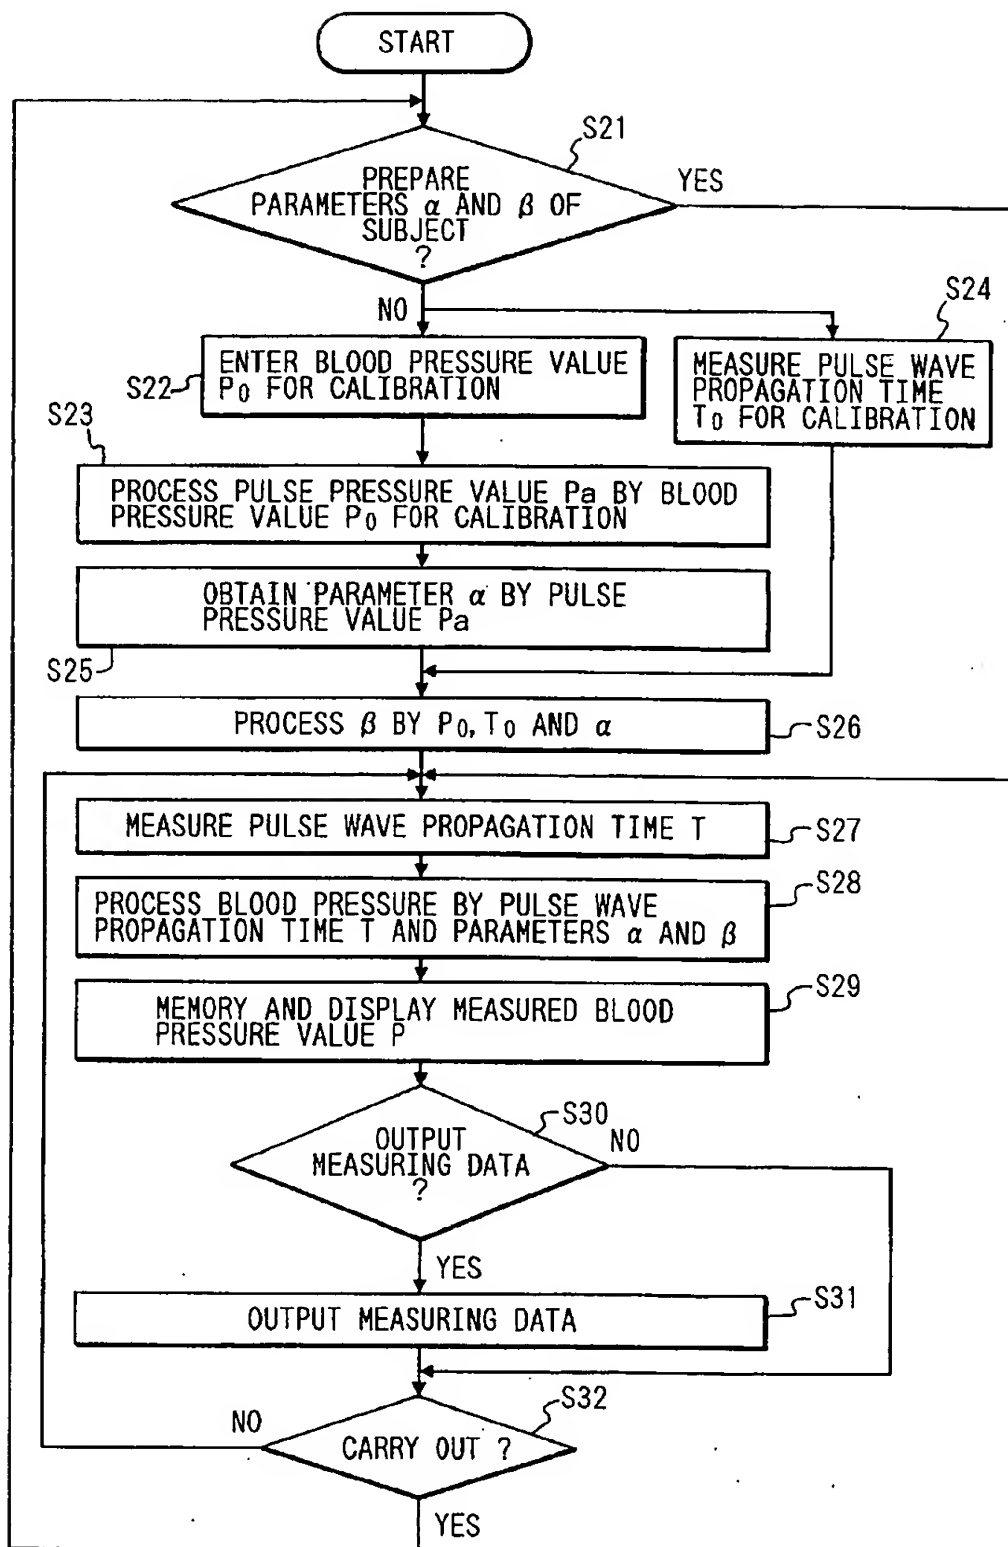 START
S21
PREPARE
PARAMETERS α AND β OF
SUBJECT
?
YES
NO
S24
S22
ENTER BLOOD PRESSURE VALUE
P0 FOR CALIBRATION
MEASURE PULSE WAVE
PROPAGATION TIME
T0 FOR CALIBRATION
S23
PROCESS PULSE PRESSURE VALUE Pa BY BLOOD
PRESSURE VALUE P0 FOR CALIBRATION
OBTAIN PARAMETER α BY PULSE
PRESSURE VALUE Pa
S25
PROCESS β BY P0, T0 AND α
S26
MEASURE PULSE WAVE PROPAGATION TIME T
S27
S28
PROCESS BLOOD PRESSURE BY PULSE WAVE
PROPAGATION TIME T AND PARAMETERS α AND β
S29
MEMORY AND DISPLAY MEASURED BLOOD
PRESSURE VALUE P
S30
OUTPUT
MEASURING DATA
?
NO
YES
S31
OUTPUT MEASURING DATA
S32
NO
CARRY OUT ?
YES